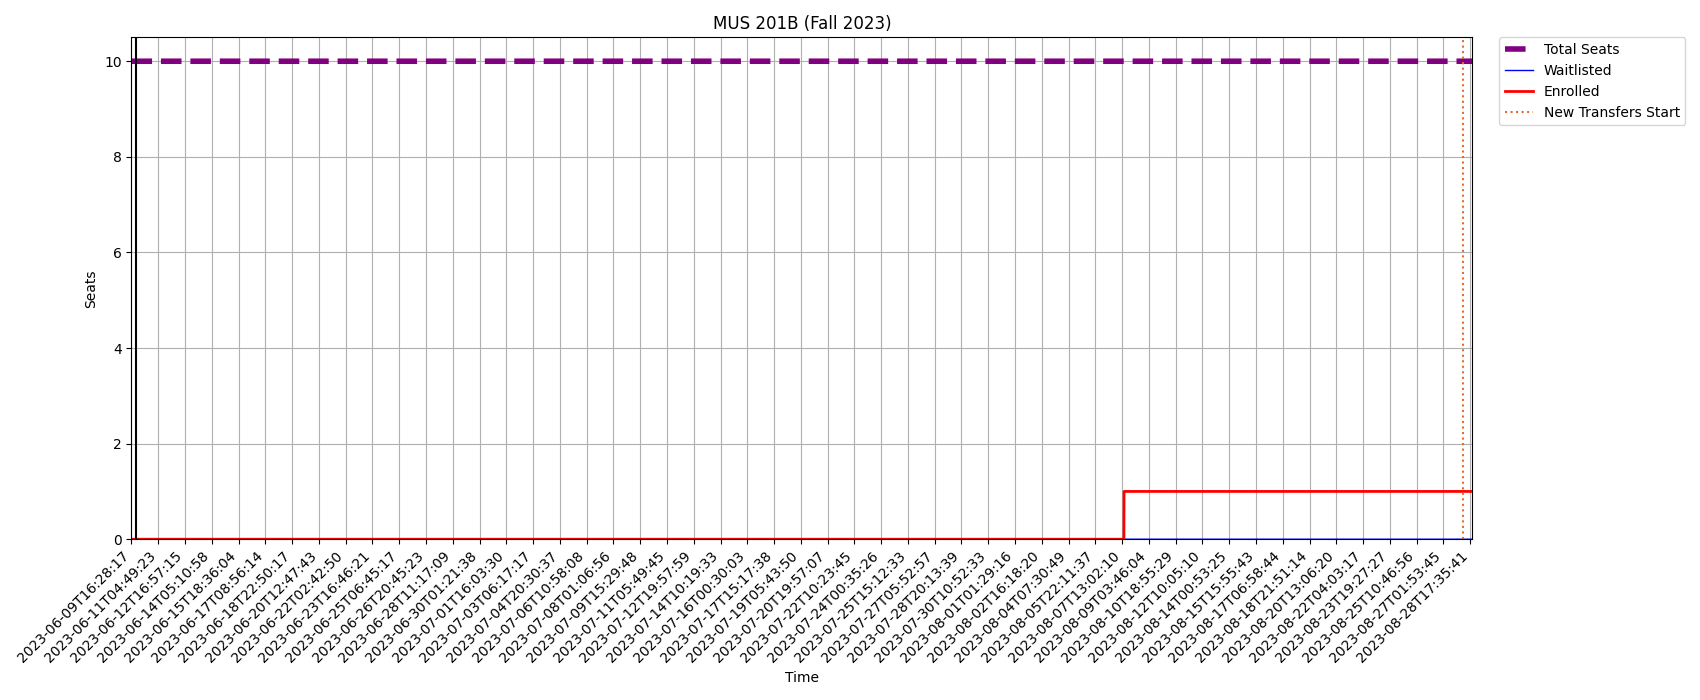 MUS 201B (Fall 2023)
Total Seats
Waitlisted
Enrolled
New Transfers Start
Seats
10
8
6
4
2
0
2023-06-09T16:28:17
2023-06-11T04:49:23
2023-06-12T16:57:15
2023-06-14T05:10:58
2023-06-15T18:36:04
2023-06-17T08:56:14
2023-06-18T22:50:17
2023-06-20T12:47:43
2023-06-22T02:42:50
2023-06-23T16:46:21
2023-06-25T06:45:17
2023-06-26T20:45:23
2023-06-28T11:17:09
2023-06-30T01:21:38
2023-07-01T16:03:30
2023-07-03T06:17:17
2023-07-04T20:30:37
2023-07-06T10:58:08
2023-07-08T01:06:56
2023-07-09T15:29:48
2023-07-11T05:49:45
2023-07-12T19:57:59
2023-07-14T10:19:33
2023-07-16T00:30:03
2023-07-17T15:17:38
2023-07-19T05:43:50
2023-07-20T19:57:07
2023-07-22T10:23:45
2023-07-24T00:35:26
2023-07-25T15:12:33
2023-07-27T05:52:57
2023-07-28T20:13:39
2023-07-30T10:52:33
2023-08-01T01:29:16
2023-08-02T16:18:20
2023-08-04T07:30:49
2023-08-05T22:11:37
2023-08-07T13:02:10
2023-08-09T03:46:04
2023-08-10T18:55:29
2023-08-12T10:05:10
2023-08-14T00:53:25
2023-08-15T15:55:43
2023-08-17T06:58:44
2023-08-18T21:51:14
2023-08-20T13:06:20
2023-08-22T04:03:17
2023-08-23T19:27:27
2023-08-25T10:46:56
2023-08-27T01:53:45
2023-08-28T17:35:41
Time